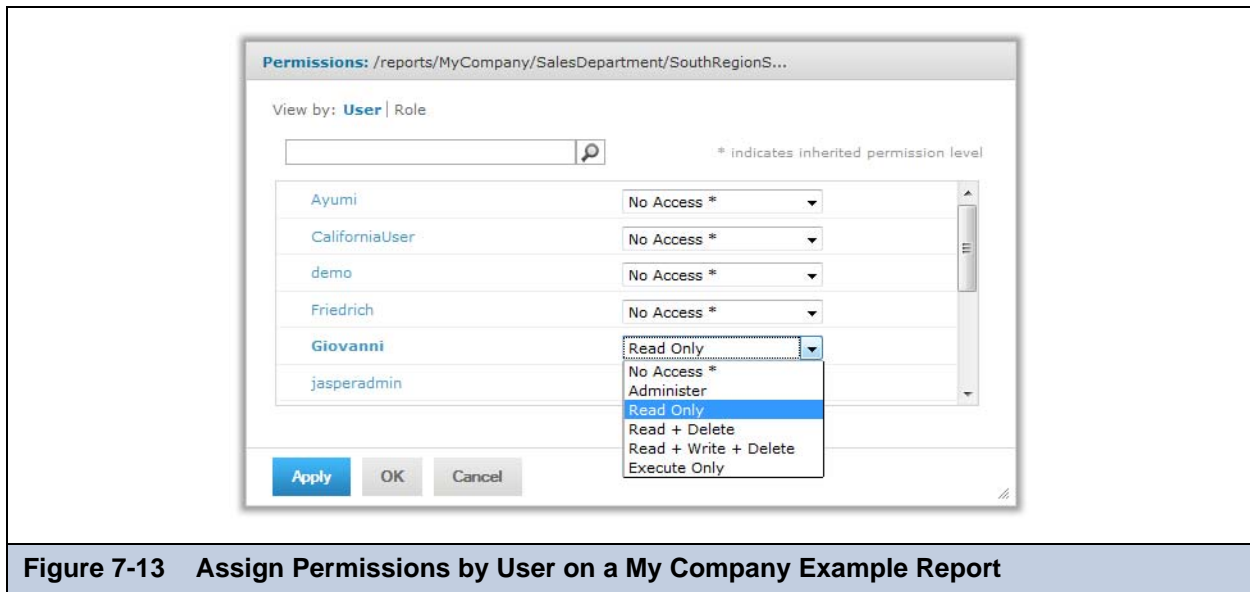 Permissions: /reports/MyCompany/SalesDepartment/SouthRegionS...
View by: User | Role
* indicates inherited permission level
Ayumi No Access *
CaliforniaUser No Access *
demo No Access *
Friedrich No Access *
Giovanni Read Only
jasperadmin
No Access *
Administer
Read Only
Read + Delete
Read + Write + Delete
Execute Only
Apply OK Cancel
Figure 7-13 Assign Permissions by User on a My Company Example Report